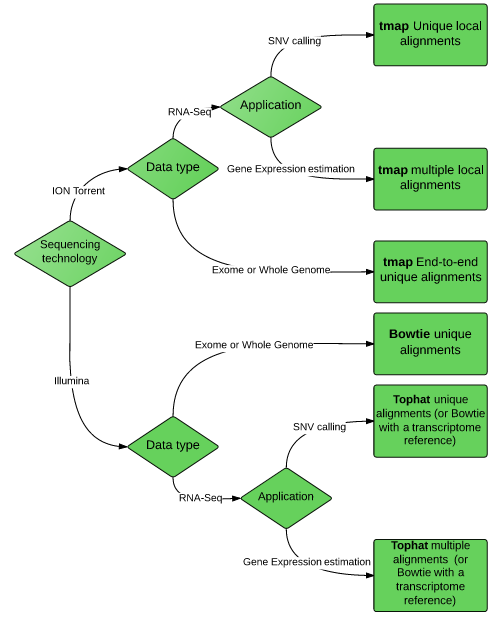 tmap Unique local
alignments
SNV calling
Application
RNA-Seq
Data type
Gene Expression estimation
tmap multiple local
alignments
ION Torrent
Sequencing
technology
Exome or Whole Genome
tmap End-to-end
unique alignments
Exome or Whole Genome
Bowtie unique
alignments
Illumina
Data type
SNV calling
Tophat unique
alignments (or Bowtie
with a transcriptome
reference)
RNA-Seq
Application
Gene Expression estimation
Tophat multiple
alignments (or
Bowtie with a
transcriptome
reference)